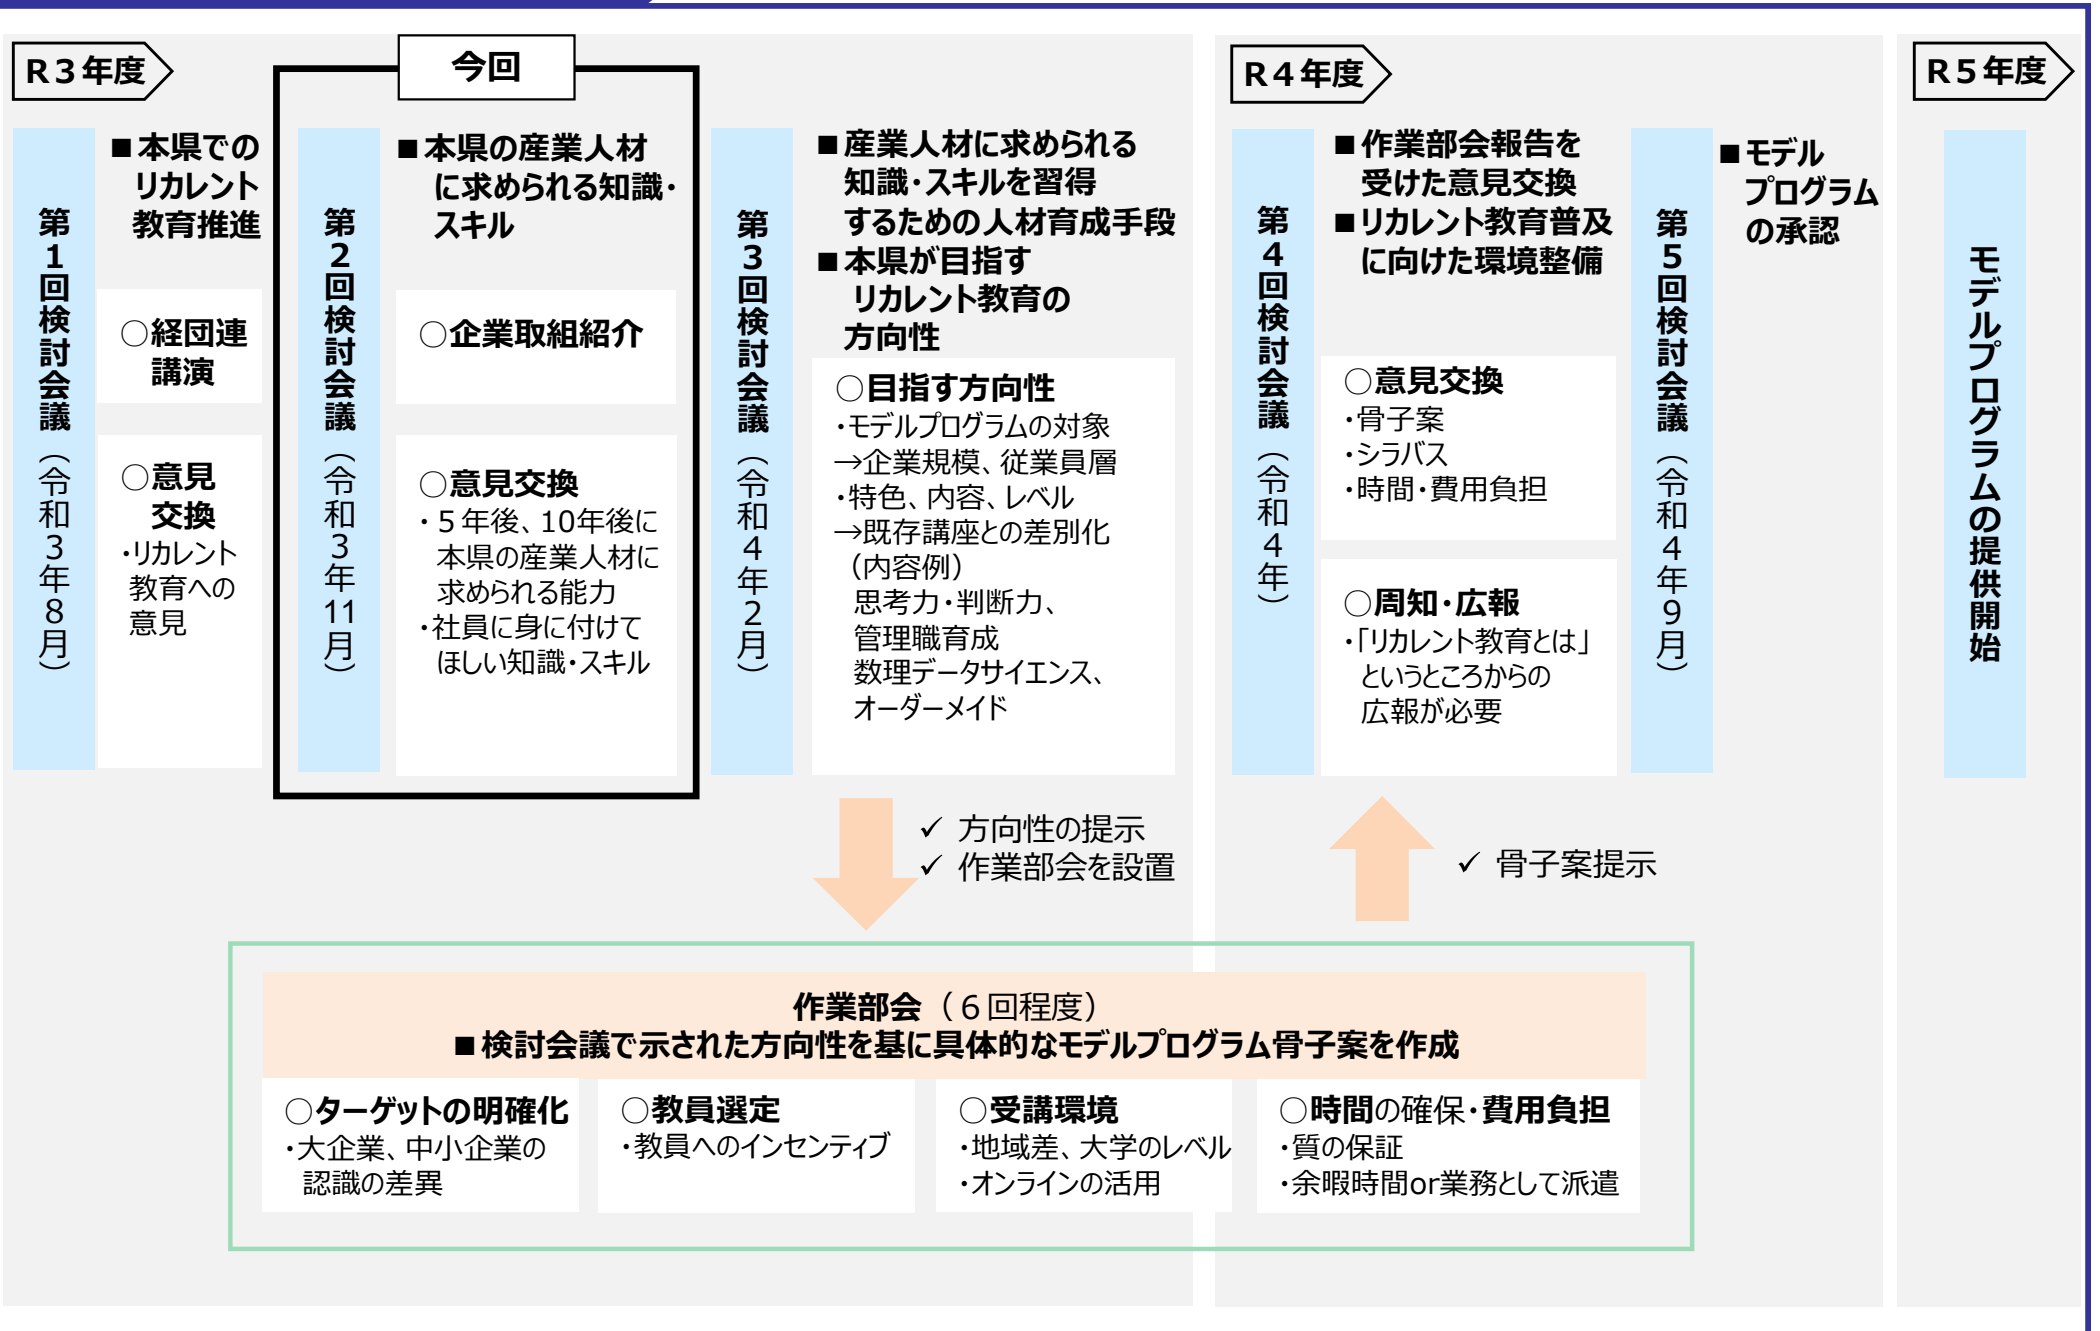 R3年度
今回
第1回検討会議（令和3年8月）
■本県での
リカレント
教育推進
○経団連
講演
○意見
交換
・リカレント
教育への
意見
第2回検討会議（令和3年11月）
■本県の産業人材
に求められる知識・
スキル
○企業取組紹介
○意見交換
・５年後、10年後に
本県の産業人材に
求められる能力
・社員に身に付けて
ほしい知識・スキル
第3回検討会議（令和4年2月）
■産業人材に求められる
知識・スキルを習得
するための人材育成手段
■本県が目指す
リカレント教育の
方向性
○目指す方向性
・モデルプログラムの対象
→企業規模、従業員層
・特色、内容、レベル
→既存講座との差別化
（内容例）
思考力・判断力、
管理職育成
数理データサイエンス、
オーダーメイド
R4年度
第4回検討会議（令和4年）
■作業部会報告を
受けた意見交換
■リカレント教育普及
に向けた環境整備
○意見交換
・骨子案
・シラバス
・時間・費用負担
○周知・広報
・「リカレント教育とは」
というところからの
広報が必要
第5回検討会議（令和4年9月）
■モデル
プログラム
の承認
R5年度
モデルプログラムの提供開始
✓ 方向性の提示
✓ 作業部会を設置
✓ 骨子案提示
作業部会（６回程度）
■検討会議で示された方向性を基に具体的なモデルプログラム骨子案を作成
○ターゲットの明確化
・大企業、中小企業の
認識の差異
○教員選定
・教員へのインセンティブ
○受講環境
・地域差、大学のレベル
・オンラインの活用
○時間の確保・費用負担
・質の保証
・余暇時間or業務として派遣